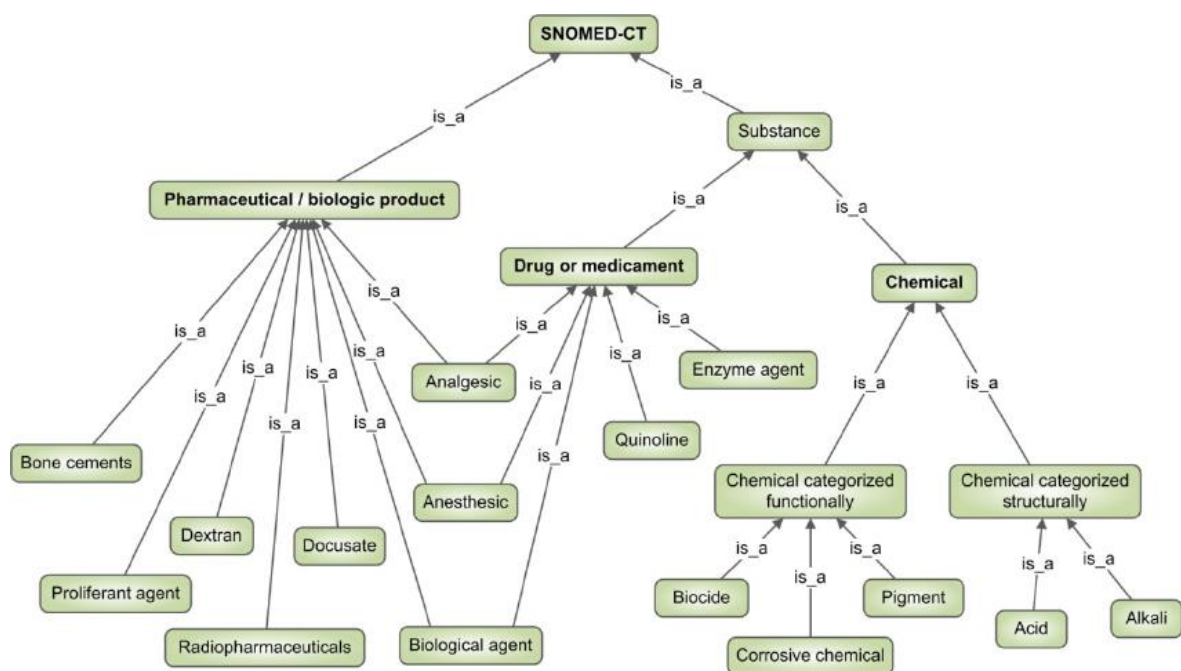 SNOMED-CT
is_a
is_a
Substance
Pharmaceutical / biologic product
is_a
is_a
Drug or medicament
Chemical
is_a
is_a
is_a
is_a
is_a
is_a
is_a
Enzyme agent
is_a
is_a
Analgesic
is_a
is_a
is_a
is_a
is_a
is_a
Quinoline
is_a
Bone cements
Chemical categorized
functionally
Chemical categorized
structurally
Anesthesic
Dextran
Docusate
is_a
is_a
is_a
is_a
is_a
Proliferant agent
Biocide
Pigment
Acid
Alkali
Radiopharmaceuticals
Biological agent
Corrosive chemical